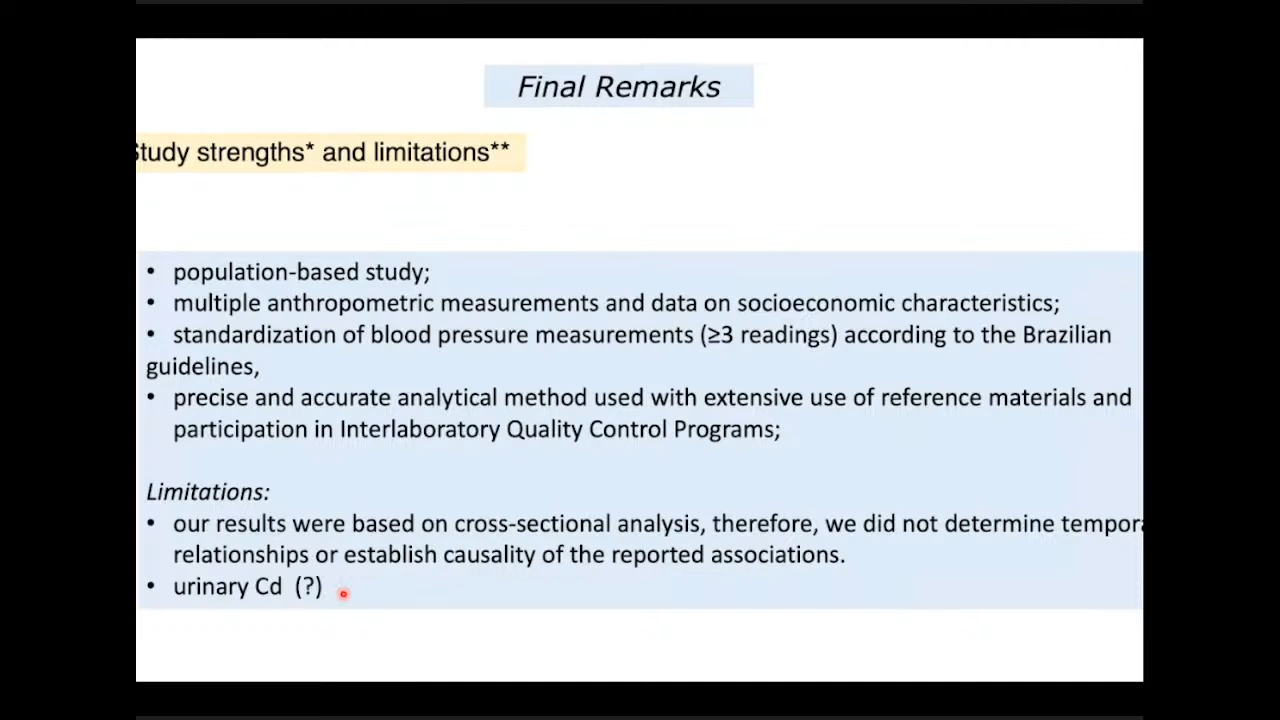 Final Remarks
Study strengths* and limitations**
• population-based study;
• multiple anthropometric measurements and data on socioeconomic characteristics;
• standardization of blood pressure measurements (≥3 readings) according to the Brazilian
guidelines,
• precise and accurate analytical method used with extensive use of reference materials and
participation in Interlaboratory Quality Control Programs;
Limitations:
• our results were based on cross-sectional analysis, therefore, we did not determine tempora
relationships or establish causality of the reported associations.
• urinary Cd (?)